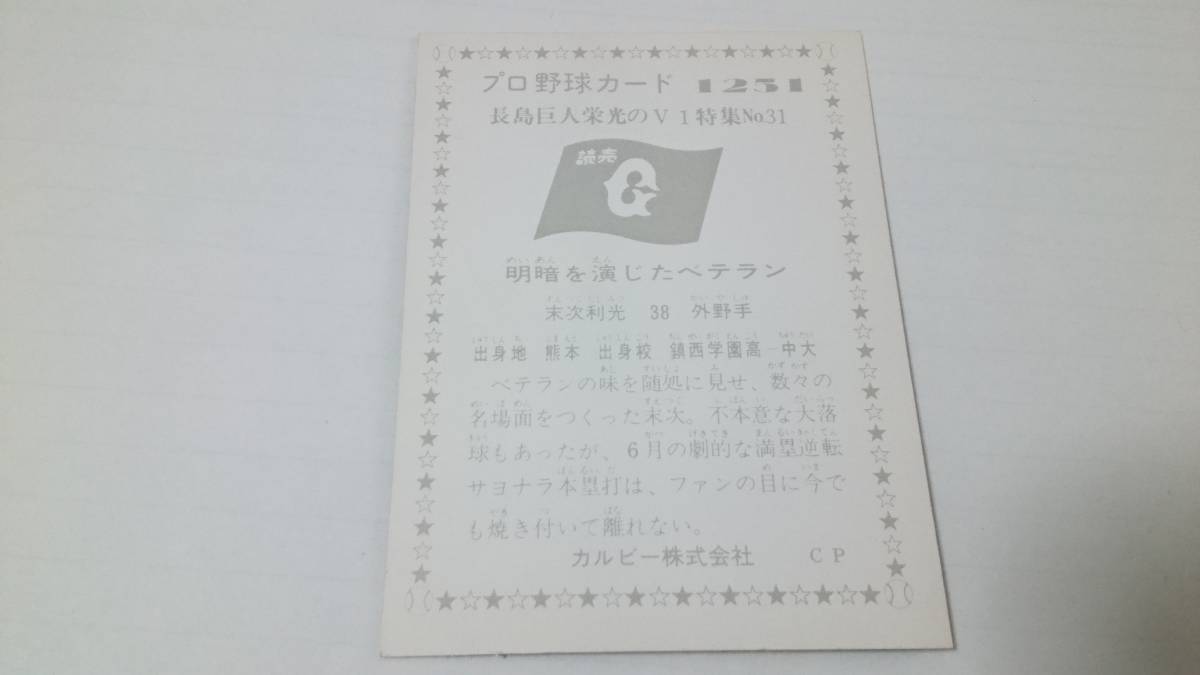 プロ野球カード 1251
長島巨人栄光のV1特集No.31
読売
G
明暗を演じたベテラン
末次利光 38 外野手
出身地 熊本 出身校 鎮西学園高―中大
ベテランの味を随処に見せ、数々の
名場面をつくった末次。不本意な大落
球もあったが、6月の劇的な満塁逆転
サヨナラ本塁打は、ファンの目に今で
も焼き付いて離れない。
カルビー株式会社 CP